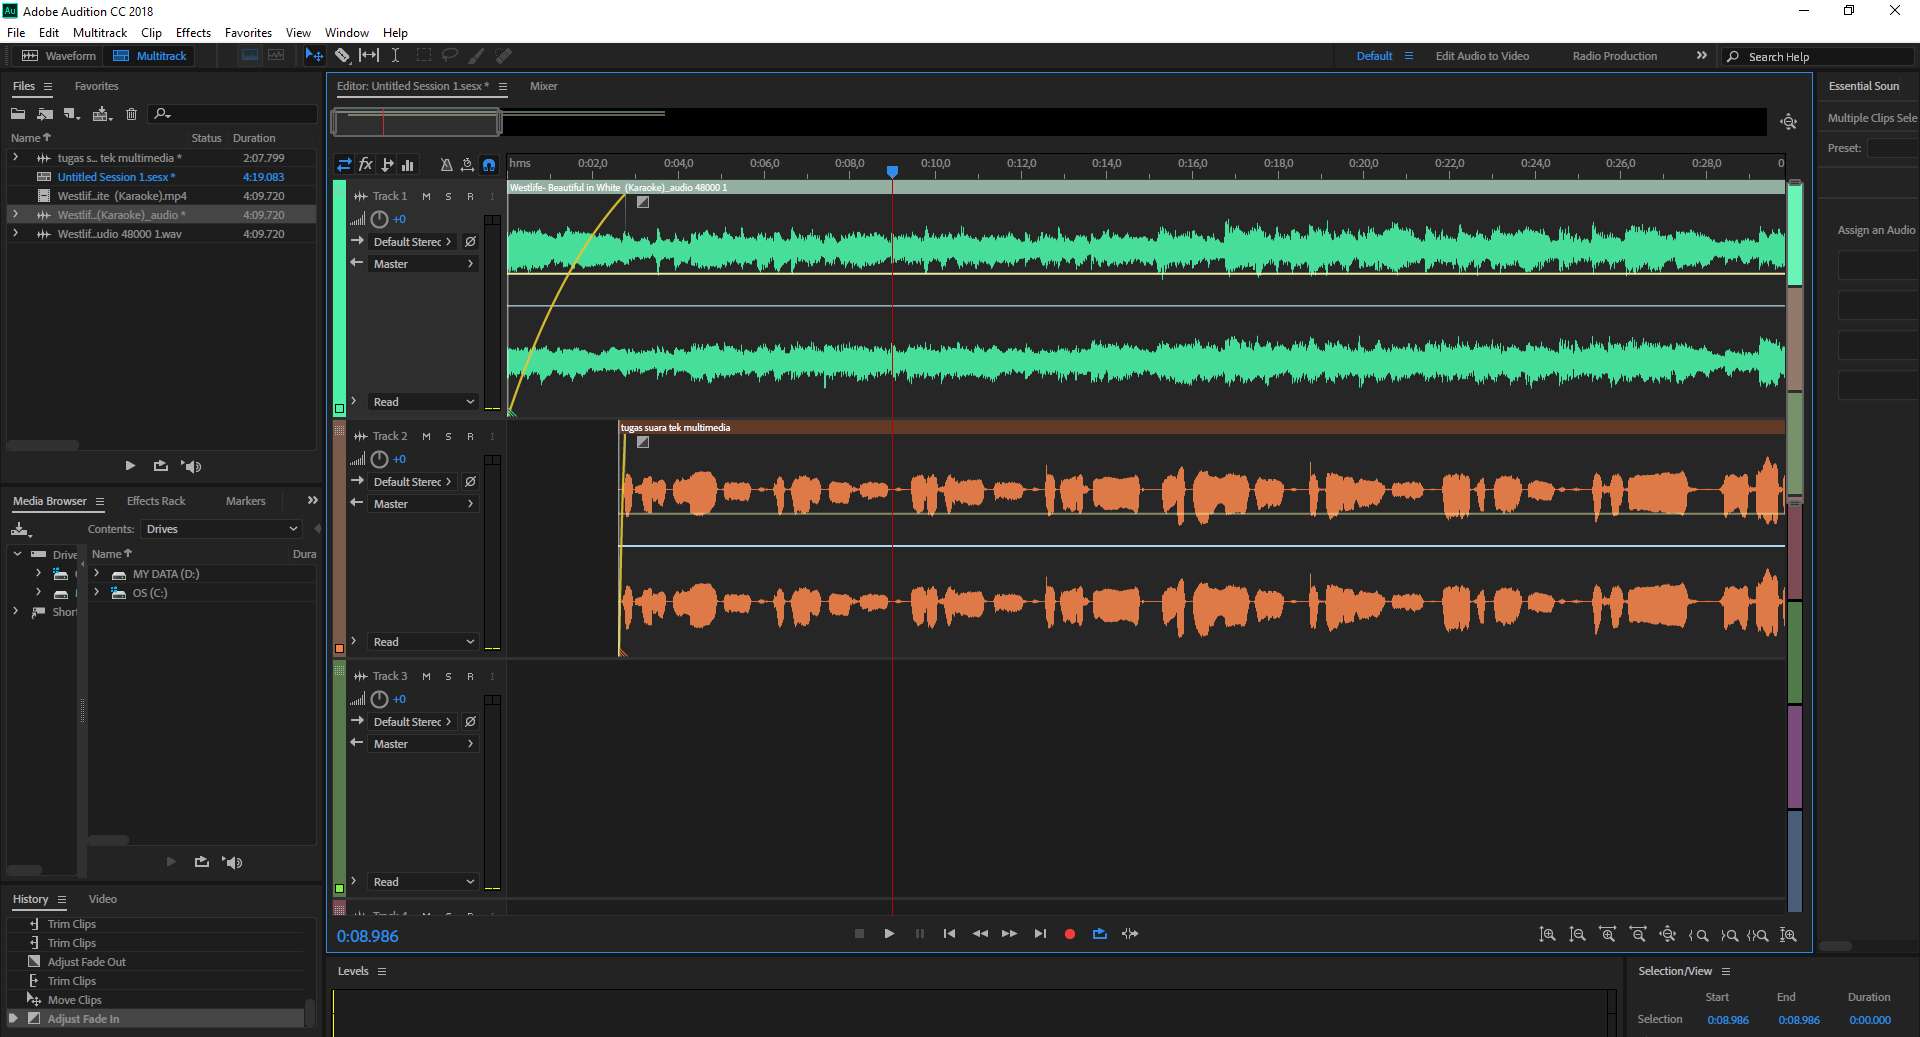 Au Adobe Audition CC 2018
File Edit Multitrack Clip Effects Favorites View Window Help
Waveform Multitrack Default Edit Audio to Video Radio Production Search Help
Files Favorites
Name Status Duration
tugas s... tek multimedia * 2:07.799
Untitled Session 1.sesx * 4:19.083
Westlif...ite (Karaoke).mp4 4:09.720
Westlif...(Karaoke)_audio * 4:09.720
Westlif...udio 48000 1.wav 4:09.720
Media Browser Effects Rack Markers
Contents: Drives
Drive Name Dura
MY DATA (D:)
OS (C:)
Short
History Video
Trim Clips
Trim Clips
Adjust Fade Out
Trim Clips
Move Clips
Adjust Fade In
Editor: Untitled Session 1.sesx * Mixer
fx hms 0:02,0 0:04,0 0:06,0 0:08,0 0:10,0 0:12,0 0:14,0 0:16,0 0:18,0 0:20,0 0:22,0 0:24,0 0:26,0 0:28,0 0
Track 1 M S R I
+0
Default Stereo
Master
Read
Westlife- Beautiful in White (Karaoke)_audio 48000 1
Track 2 M S R I
+0
Default Stereo
Master
Read
tugas suara tek multimedia
Track 3 M S R I
+0
Default Stereo
Master
Read
Track 4 M S R I
0:08.986
Levels
Essential Soun
Multiple Clips Sele
Preset:
Assign an Audio
Selection/View
Start End Duration
Selection 0:08.986 0:08.986 0:00.000